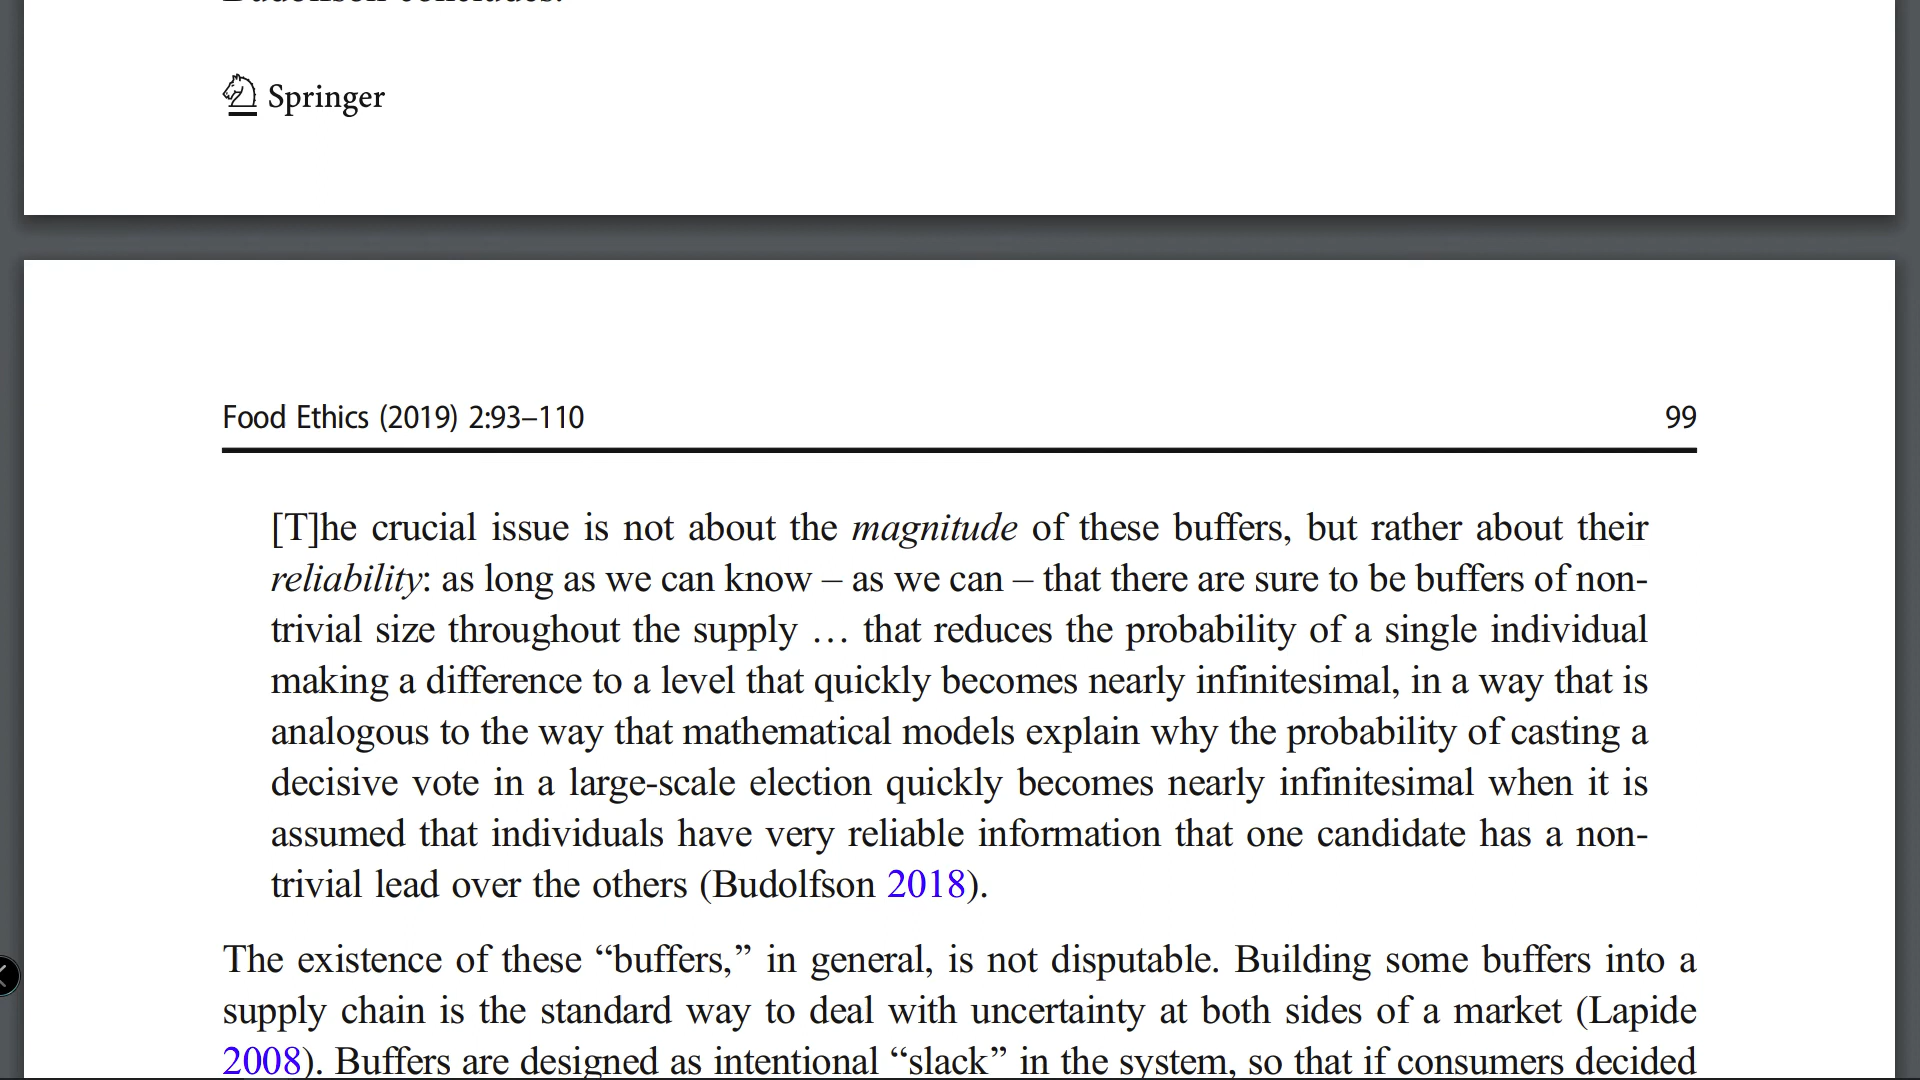 Budolfson concludes:
Springer
Food Ethics (2019) 2:93–110 99
[T]he crucial issue is not about the magnitude of these buffers, but rather about their
reliability: as long as we can know – as we can – that there are sure to be buffers of non-
trivial size throughout the supply … that reduces the probability of a single individual
making a difference to a level that quickly becomes nearly infinitesimal, in a way that is
analogous to the way that mathematical models explain why the probability of casting a
decisive vote in a large-scale election quickly becomes nearly infinitesimal when it is
assumed that individuals have very reliable information that one candidate has a non-
trivial lead over the others (Budolfson 2018).
The existence of these “buffers,” in general, is not disputable. Building some buffers into a
supply chain is the standard way to deal with uncertainty at both sides of a market (Lapide
2008). Buffers are designed as intentional “slack” in the system, so that if consumers decided